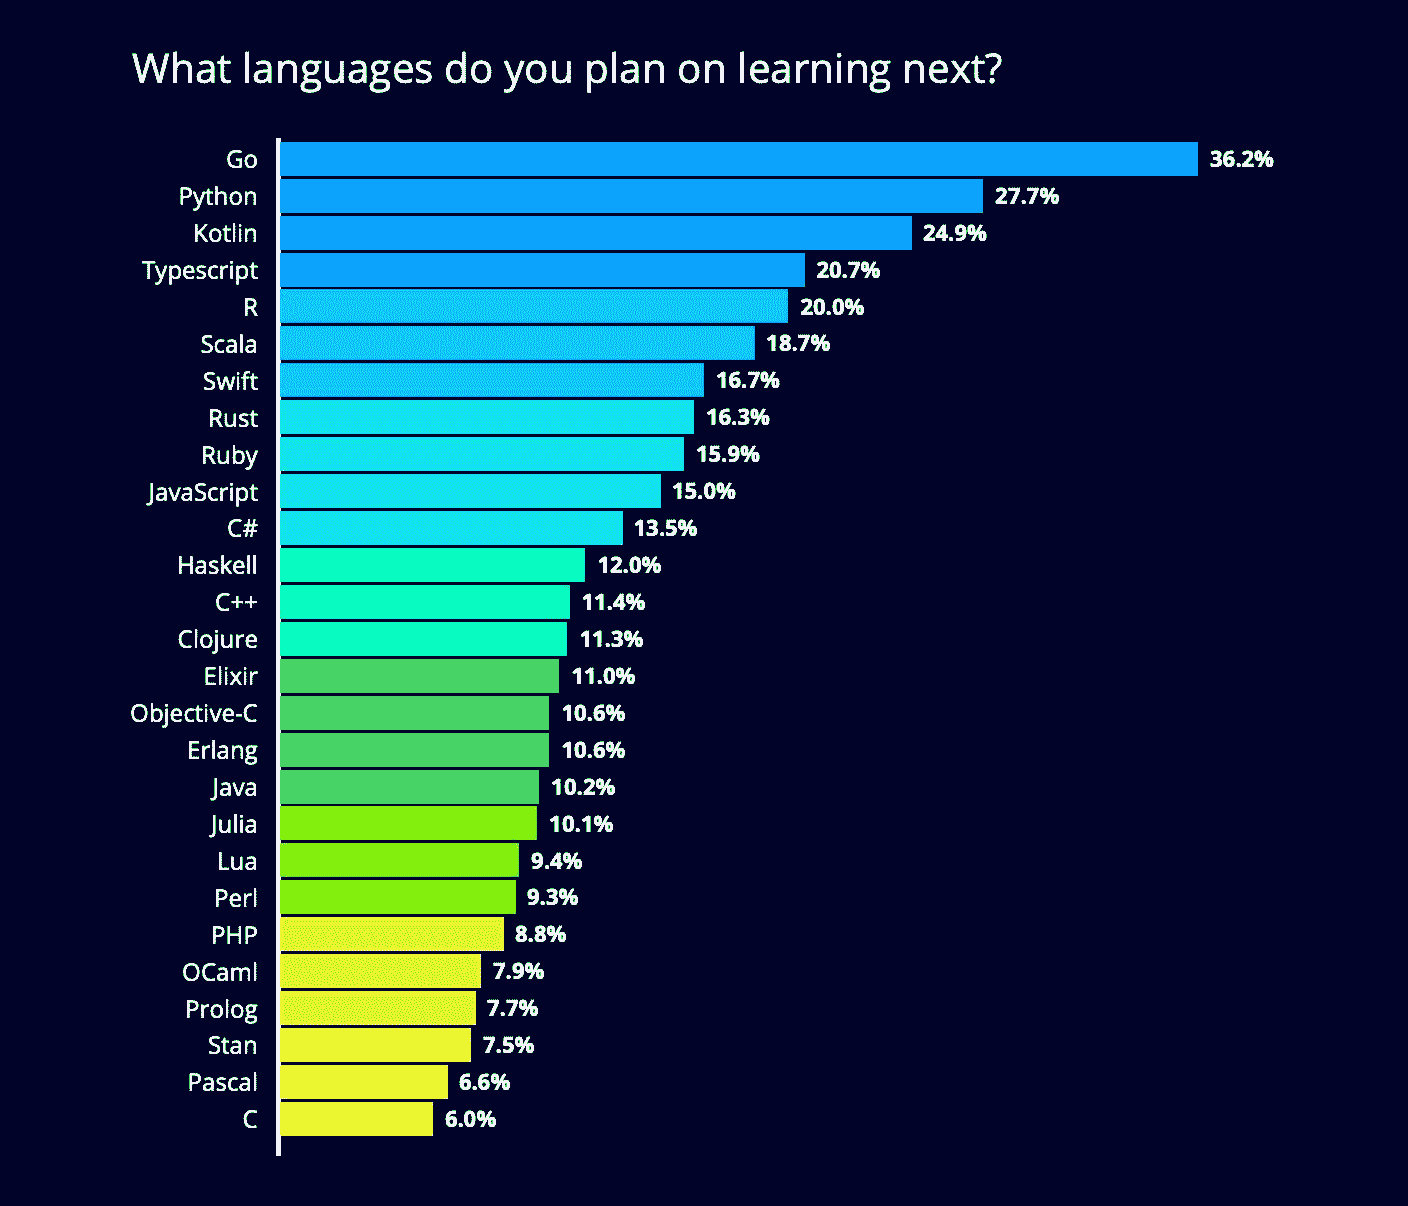 What languages do you plan on learning next?
Go 36.2%
Python 27.7%
Kotlin 24.9%
Typescript 20.7%
R 20.0%
Scala 18.7%
Swift 16.7%
Rust 16.3%
Ruby 15.9%
JavaScript 15.0%
C# 13.5%
Haskell 12.0%
C++ 11.4%
Clojure 11.3%
Elixir 11.0%
Objective-C 10.6%
Erlang 10.6%
Java 10.2%
Julia 10.1%
Lua 9.4%
Perl 9.3%
PHP 8.8%
OCaml 7.9%
Prolog 7.7%
Stan 7.5%
Pascal 6.6%
C 6.0%